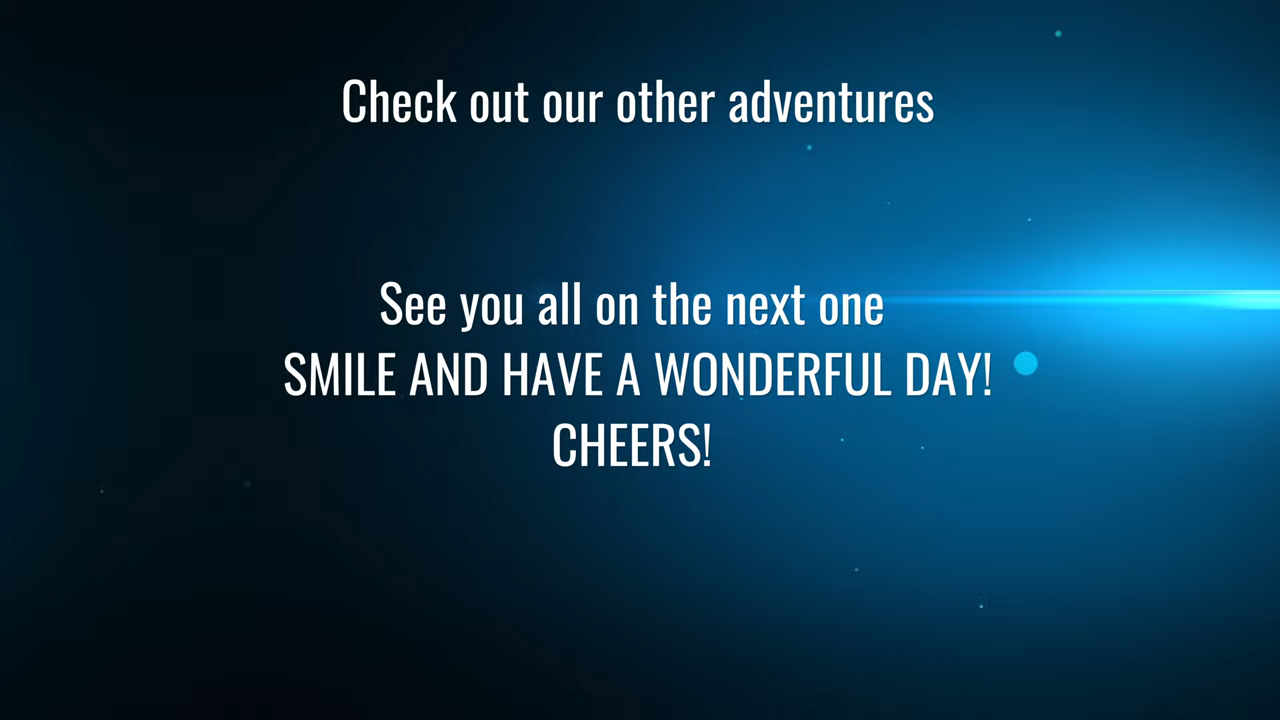 Check out our other adventures
See you all on the next one
SMILE AND HAVE A WONDERFUL DAY!
CHEERS!